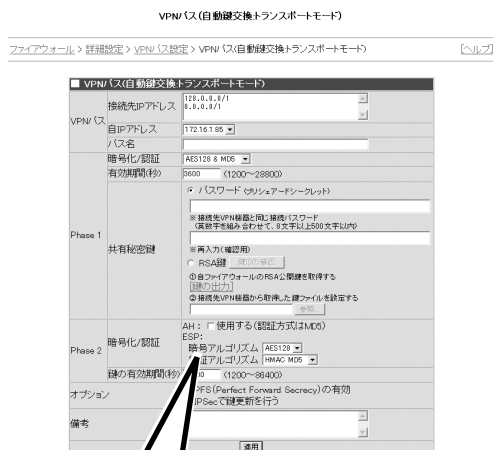 VPNパス(自動鍵交換トランスポートモード)
ファイアウォール > 詳細設定 > VPNパス設定 > VPNパス(自動鍵交換トランスポートモード) [ヘルプ]
■ VPNパス(自動鍵交換トランスポートモード)
VPNパス
接続先IPアドレス
128.0.0.0/1
0.0.0.0/1
自IPアドレス 172.16.1.85
パス名
Phase 1
暗号化/認証 AES128 & MD5
有効期間(秒) 3600 (1200～28800)
共有秘密鍵
パスワード (プリシェアードシークレット)
※接続先VPN機器と同じ接続パスワード
(英数字を組み合わせて、8文字以上500文字以内)
※再入力(確認用)
RSA鍵 鍵IDの確認
①自ファイアウォールのRSA公開鍵を取得する
[鍵の出力]
②接続先VPN機器から取得した鍵ファイルを設定する
参照...
Phase 2
暗号化/認証
AH: 使用する(認証方式はMD5)
ESP:
暗号アルゴリズム AES128
証アルゴリズム HMAC MD5
鍵の有効期間(秒) (1200～86400)
オプション
PFS(Perfect Forward Secrecy)の有効
IPSecで鍵更新を行う
備考
適用